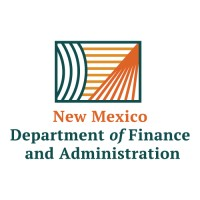 New Mexico
Department of Finance
and Administration